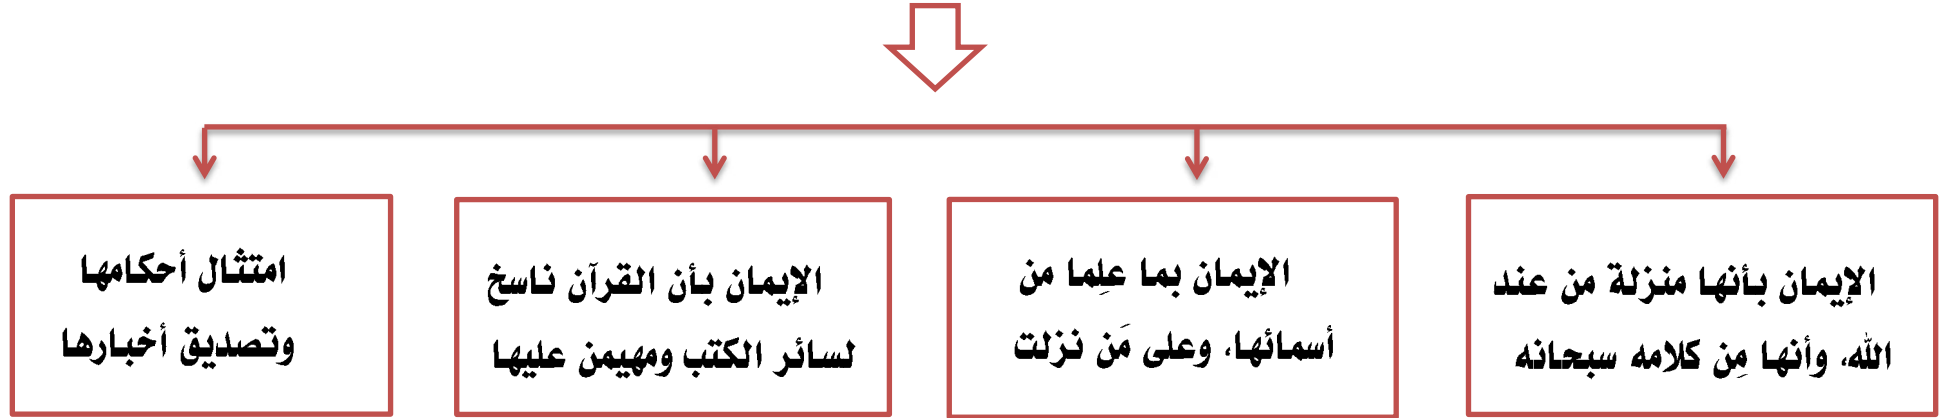 الإيمان بأنها منزلة من عند
الله، وأنها مِن كلامه سبحانه
الإيمان بما علِما من
أسمائها، وعلى مَن نزلت
الإيمان بأن القرآن ناسخ
لسائر الكتب ومهيمن عليها
امتثال أحكامها
وتصديق أخبارها